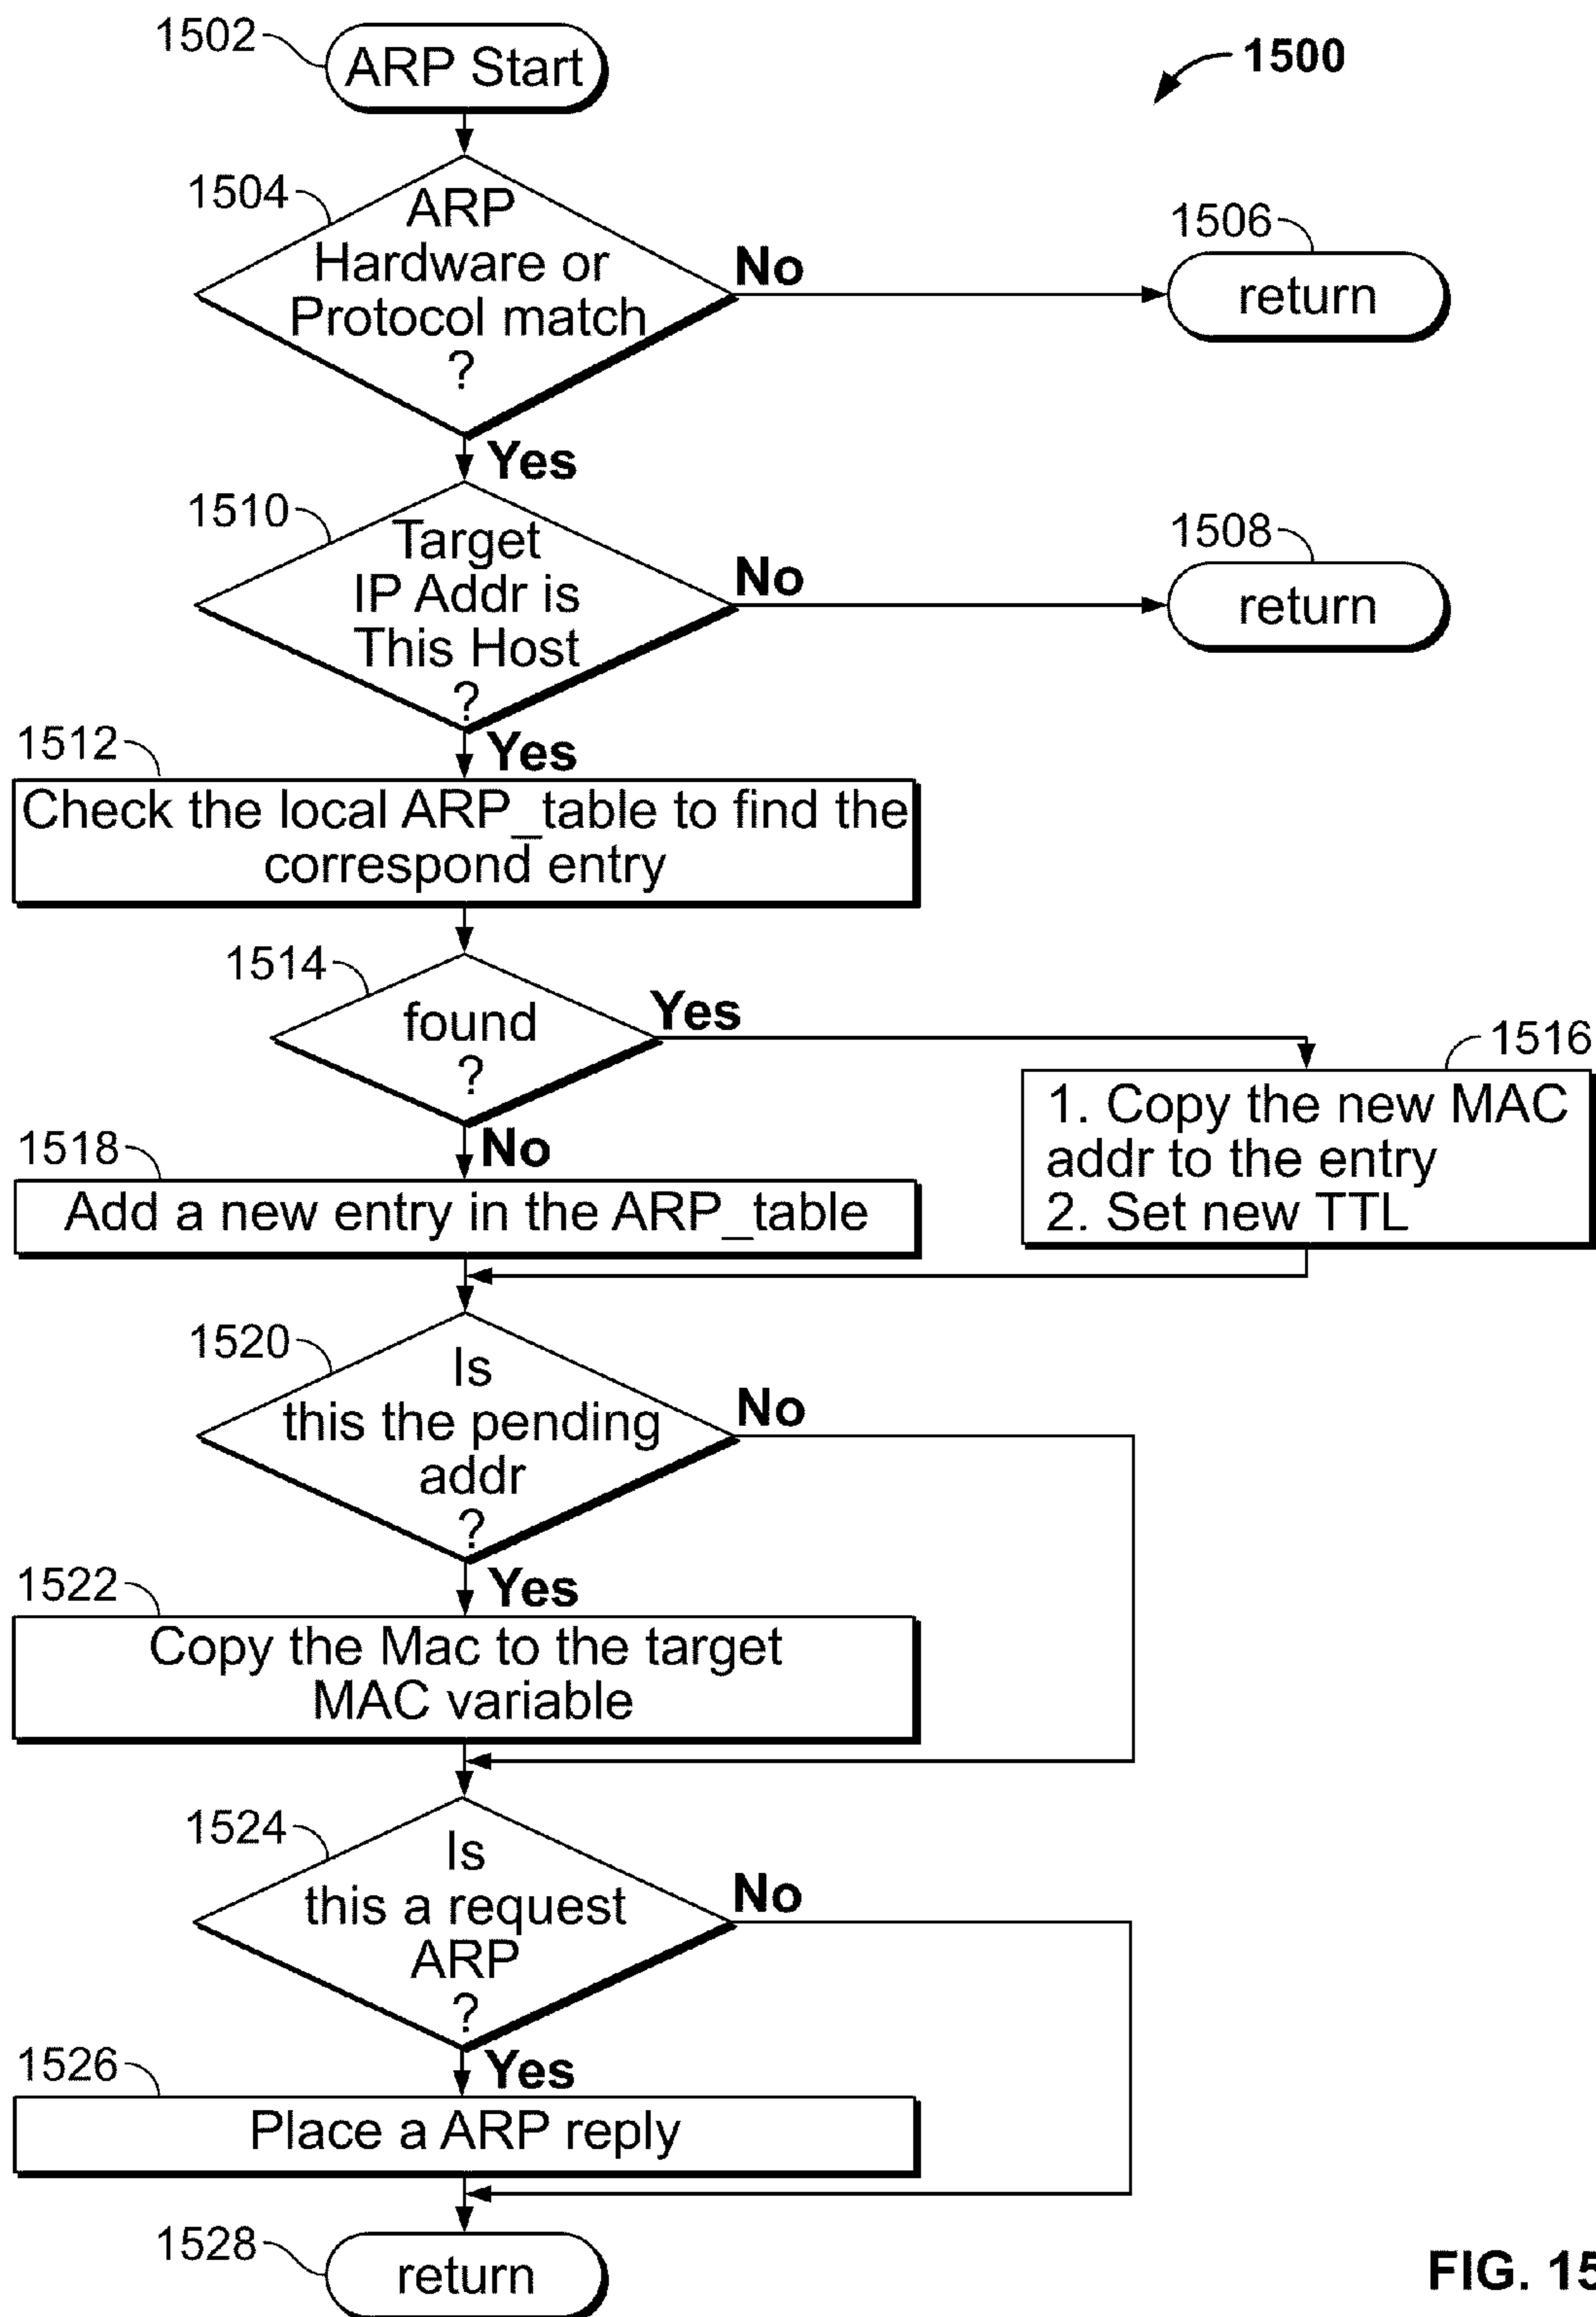 1502
ARP Start
1500
1504
ARP
Hardware or
Protocol match
?
No
1506
return
Yes
1510
Target
IP Addr is
This Host
?
No
1508
return
Yes
1512
Check the local ARP_table to find the
correspond entry
1514
found
?
Yes
1516
1. Copy the new MAC
addr to the entry
2. Set new TTL
No
1518
Add a new entry in the ARP_table
1520
Is
this the pending
addr
?
No
Yes
1522
Copy the Mac to the target
MAC variable
1524
Is
this a request
ARP
?
No
Yes
1526
Place a ARP reply
1528
return
FIG. 15